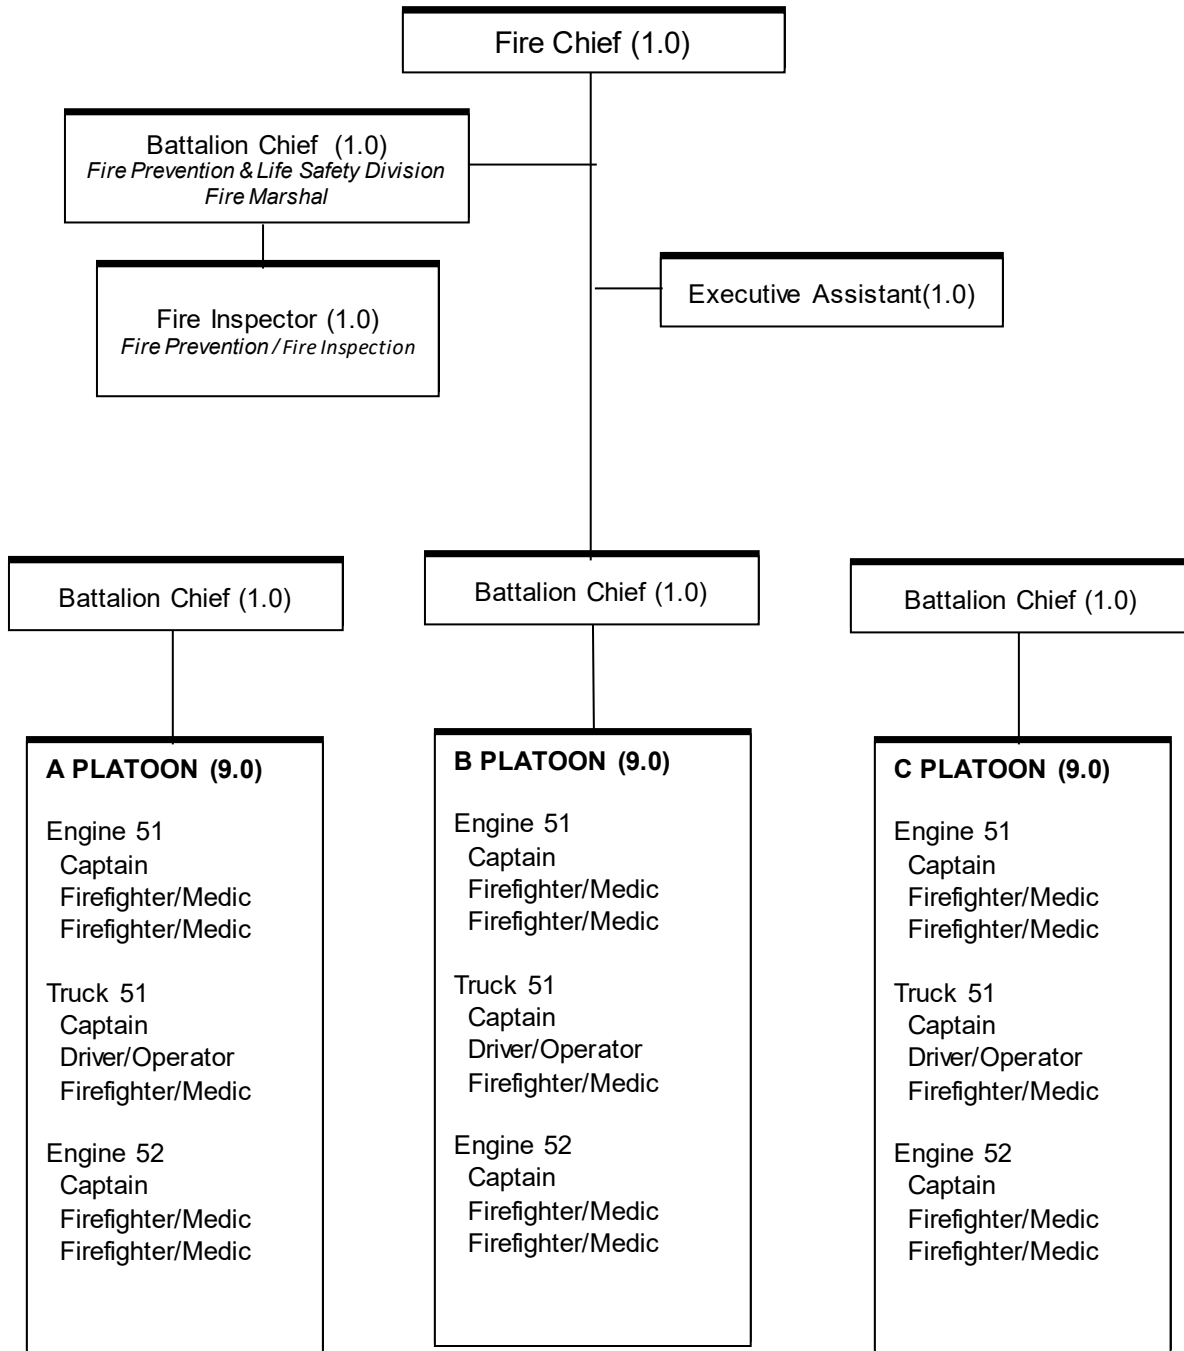 Fire Chief (1.0)
Battalion Chief (1.0)
Fire Prevention & Life Safety Division
Fire Marshal
Executive Assistant(1.0)
Fire Inspector (1.0)
Fire Prevention / Fire Inspection
Battalion Chief (1.0)
Battalion Chief (1.0)
Battalion Chief (1.0)
A PLATOON (9.0)
Engine 51
Captain
Firefighter/Medic
Firefighter/Medic
Truck 51
Captain
Driver/Operator
Firefighter/Medic
Engine 52
Captain
Firefighter/Medic
Firefighter/Medic
B PLATOON (9.0)
Engine 51
Captain
Firefighter/Medic
Firefighter/Medic
Truck 51
Captain
Driver/Operator
Firefighter/Medic
Engine 52
Captain
Firefighter/Medic
Firefighter/Medic
C PLATOON (9.0)
Engine 51
Captain
Firefighter/Medic
Firefighter/Medic
Truck 51
Captain
Driver/Operator
Firefighter/Medic
Engine 52
Captain
Firefighter/Medic
Firefighter/Medic